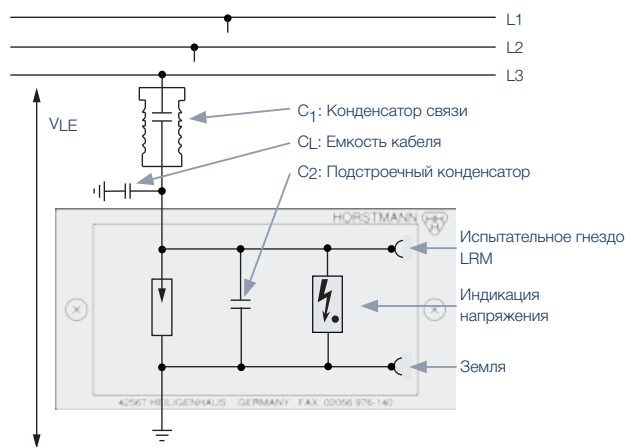 L1
L2
L3
VLE
C1: Конденсатор связи
CL: Емкость кабеля
C2: Подстроечный конденсатор
HORSTMANN
Испытательное гнездо
LRM
Индикация
напряжения
Земля
42567 HEILIGENHAUS GERMANY FAX: 02056 976-140